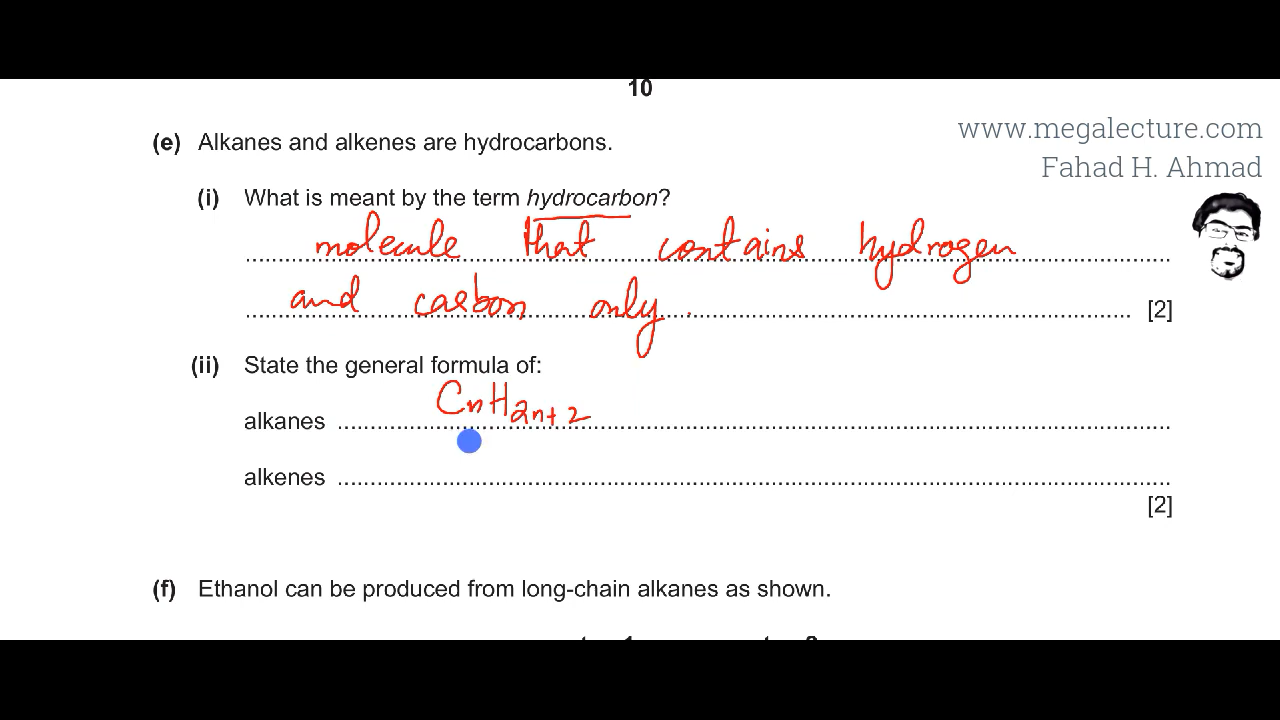 10
www.megalecture.com
Fahad H. Ahmad
(e) Alkanes and alkenes are hydrocarbons.
(i) What is meant by the term hydrocarbon?
molecule that contains hydrogen
and carbon only. [2]
(ii) State the general formula of:
alkanes CnH2n+2
alkenes
[2]
(f) Ethanol can be produced from long-chain alkanes as shown.